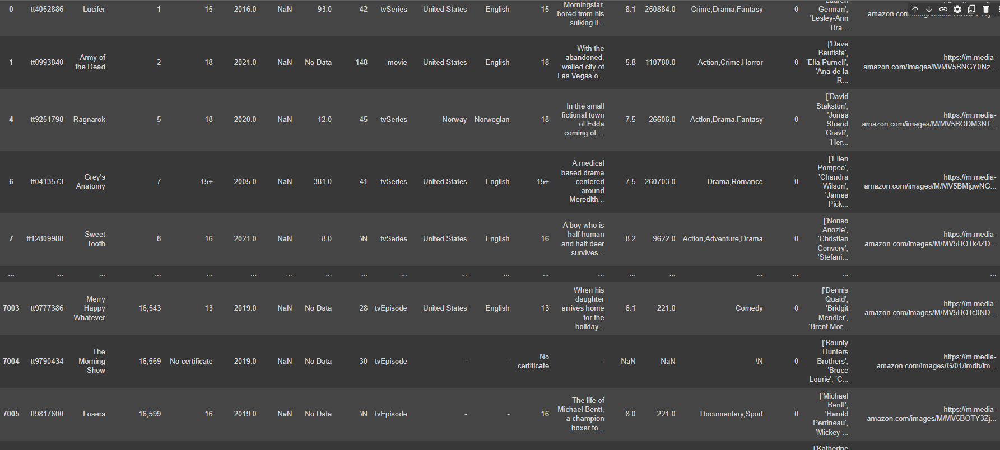 0 tt4052886 Lucifer 1 15 2016.0 NaN 93.0 42 tvSeries United States English 15 Morningstar, bored from his sulking li... 8.1 250884.0 Crime,Drama,Fantasy 0 German', 'Lesley-Ann Bra...
1 tt0993840 Army of the Dead 2 18 2021.0 NaN No Data 148 movie United States English 18 With the abandoned, walled city of Las Vegas o... 5.8 110780.0 Action,Crime,Horror 0 ['Dave Bautista', 'Ella Purnell', 'Ana de la R... https://m.media-amazon.com/images/M/MV5BNGY0Nz...
4 tt9251798 Ragnarok 5 18 2020.0 NaN 12.0 45 tvSeries Norway Norwegian 18 In the small fictional town of Edda coming of ... 7.5 26606.0 Action,Drama,Fantasy 0 ['David Stakston', 'Jonas Strand Gravli', 'Her... https://m.media-amazon.com/images/M/MV5BODM3NT...
6 tt0413573 Grey's Anatomy 7 15+ 2005.0 NaN 381.0 41 tvSeries United States English 15+ A medical based drama centered around Meredith... 7.5 260703.0 Drama,Romance 0 ['Ellen Pompeo', 'Chandra Wilson', 'James Pick... https://m.media-amazon.com/images/M/MV5BMjgwNG...
7 tt12809988 Sweet Tooth 8 16 2021.0 NaN 8.0 \N tvSeries United States English 16 A boy who is half human and half deer survives... 8.2 9622.0 Action,Adventure,Drama 0 ['Nonso Anozie', 'Christian Convery', 'Stefani... https://m.media-amazon.com/images/M/MV5BOTk4ZD...
... ... ... ... ... ... ... ... ... ... ... ... ... ... ... ... ... ... ... ...
7003 tt9777386 Merry Happy Whatever 16,543 13 2019.0 NaN No Data 28 tvEpisode United States English 13 When his daughter arrives home for the holiday... 6.1 221.0 Comedy 0 ['Dennis Quaid', 'Bridgit Mendler', 'Brent Mor... https://m.media-amazon.com/images/M/MV5BOTc0ND...
7004 tt9790434 The Morning Show 16,569 No certificate 2019.0 NaN No Data 30 tvEpisode - - No certificate - NaN NaN \N 0 ['Bounty Hunters Brothers', 'Bruce Lourie', 'C... https://m.media-amazon.com/images/G/01/imdb/im...
7005 tt9817600 Losers 16,599 16 2019.0 NaN No Data \N tvEpisode - - 16 The life of Michael Bentt, a champion boxer fo... 8.0 221.0 Documentary,Sport 0 ['Michael Bentt', 'Harold Perrineau', 'Mickey ... https://m.media-amazon.com/images/M/MV5BOTY3Zj...
['Katherine